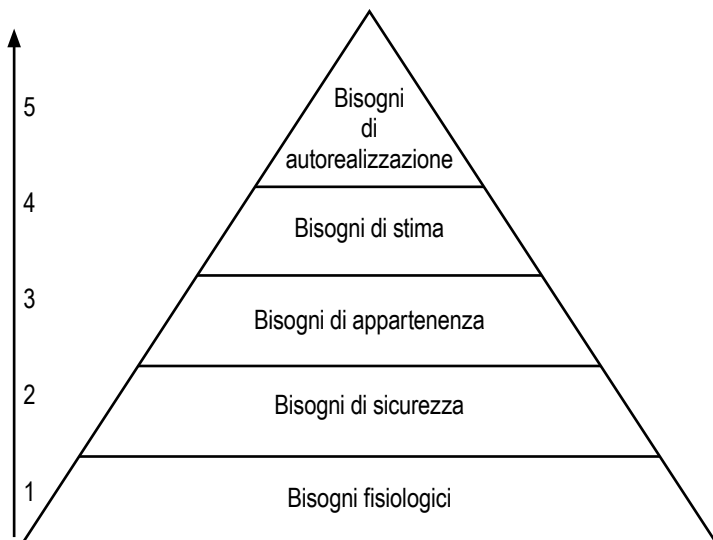 5
Bisogni
di
autorealizzazione
4
Bisogni di stima
3
Bisogni di appartenenza
2
Bisogni di sicurezza
1
Bisogni fisiologici